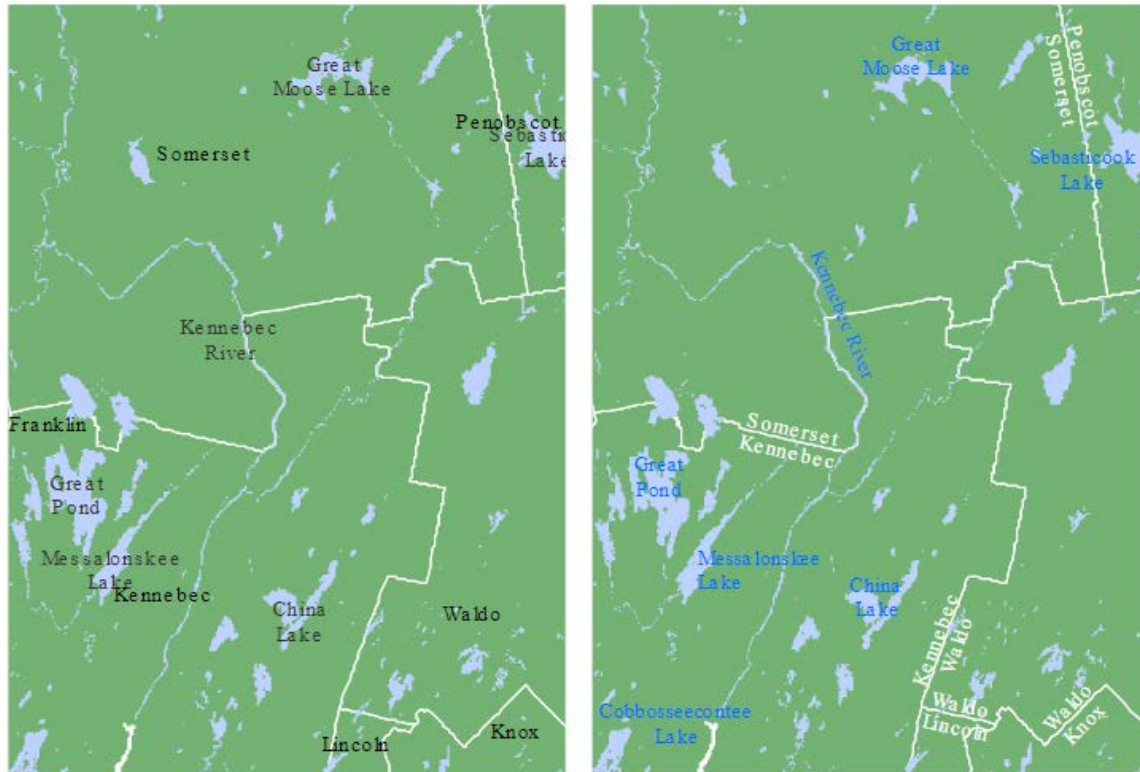 Great
Moose Lake
Penobscot
Sebastic
Lake
Somerset
Kennebec
River
Franklin
Great
Pond
Messalonskee
Lake
Kennebec
China
Lake
Waldo
Lincoln
Knox
Great
Moose Lake
Penobscot
Somerset
Sebasticook
Lake
Kennebec River
Somerset
Kennebec
Great
Pond
Messalonskee
Lake
China
Lake
Kennebec
Waldo
Cobbosseecontee
Lake
Waldo
Lincoln
Waldo
Knox